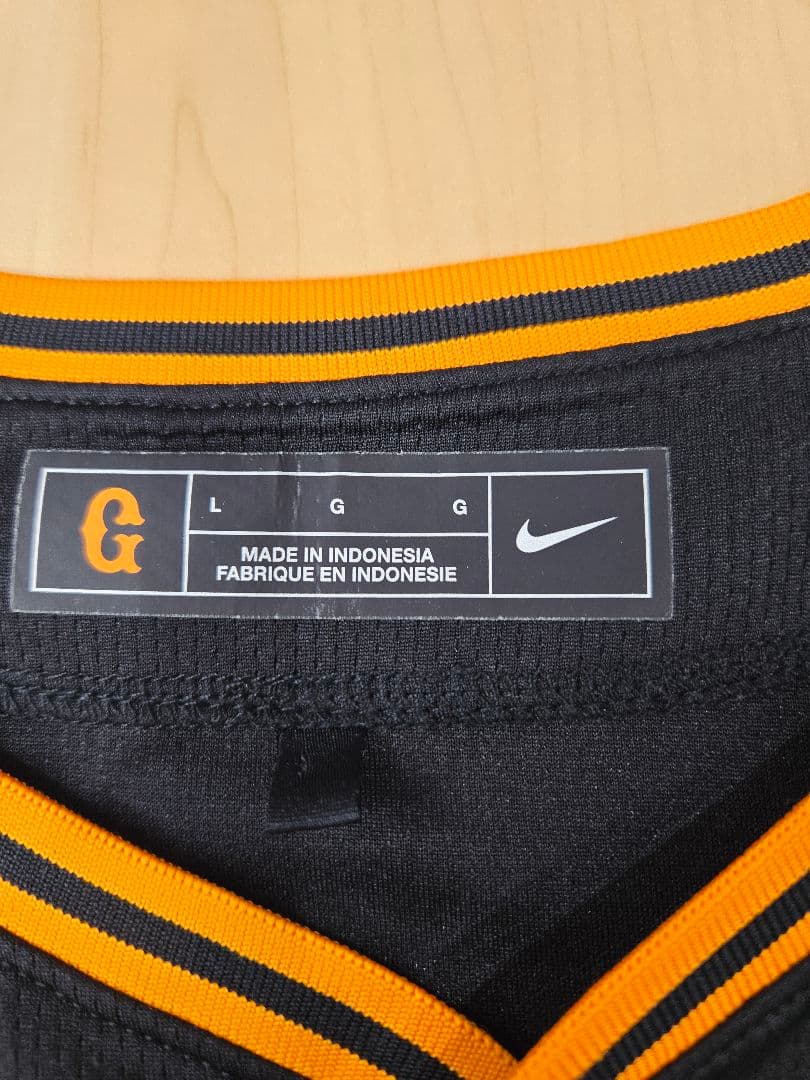 G
L G G
MADE IN INDONESIA
FABRIQUE EN INDONESIE